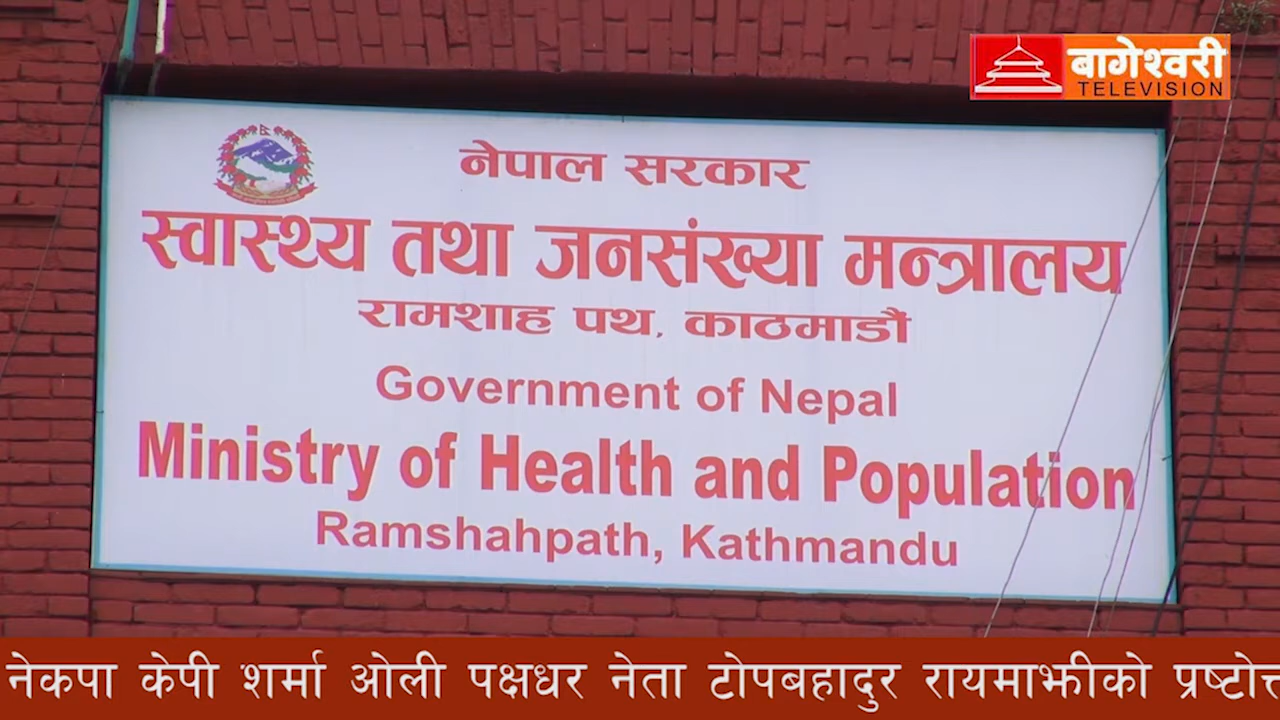 बागेश्वरी
TELEVISION
नेपाल सरकार
स्वास्थ्य तथा जनसंख्या मन्त्रालय
रामशाह पथ, काठमाडौं
Government of Nepal
Ministry of Health and Population
Ramshahpath, Kathmandu
नेकपा केपी शर्मा ओली पक्षधर नेता टोपबहादुर रायमाझीको